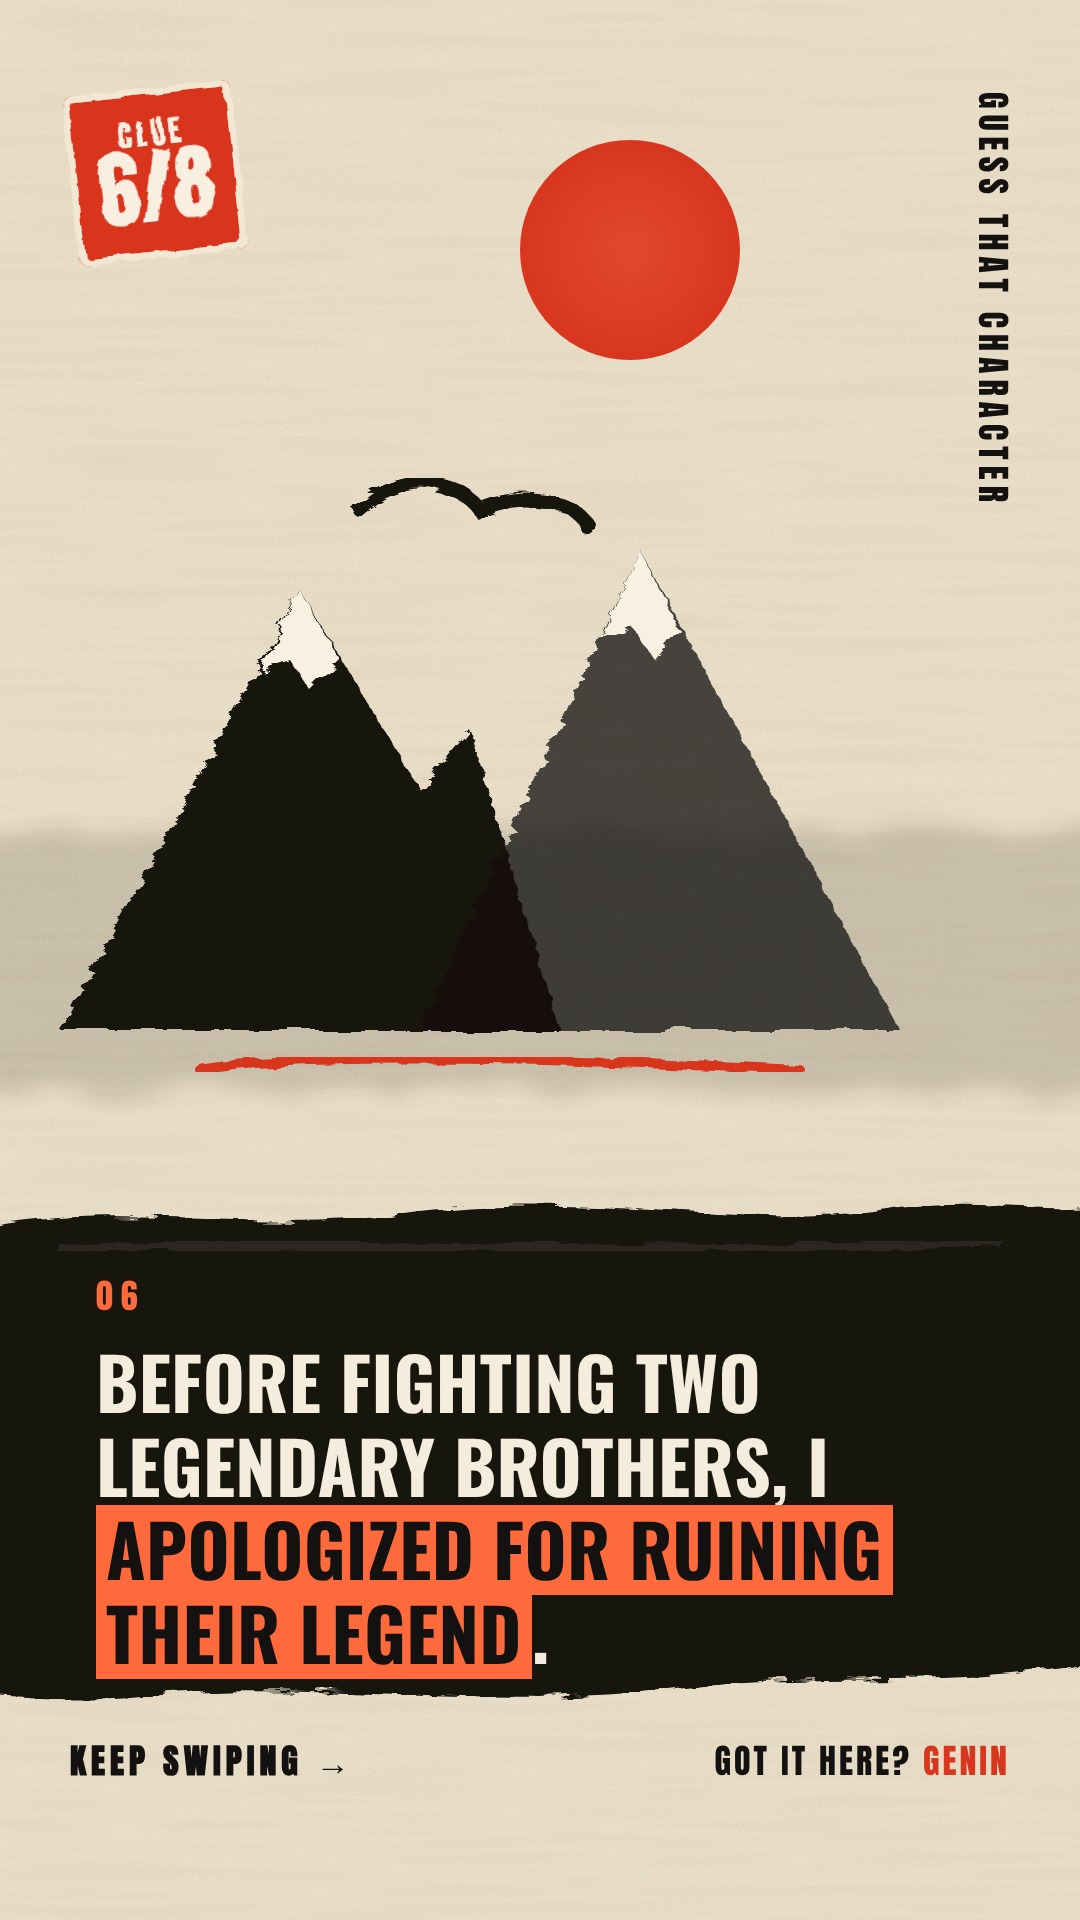 CLUE
6/8
GUESS THAT CHARACTER
06
BEFORE FIGHTING TWO
LEGENDARY BROTHERS, I
APOLOGIZED FOR RUINING
THEIR LEGEND.
KEEP SWIPING →
GOT IT HERE? GENIN